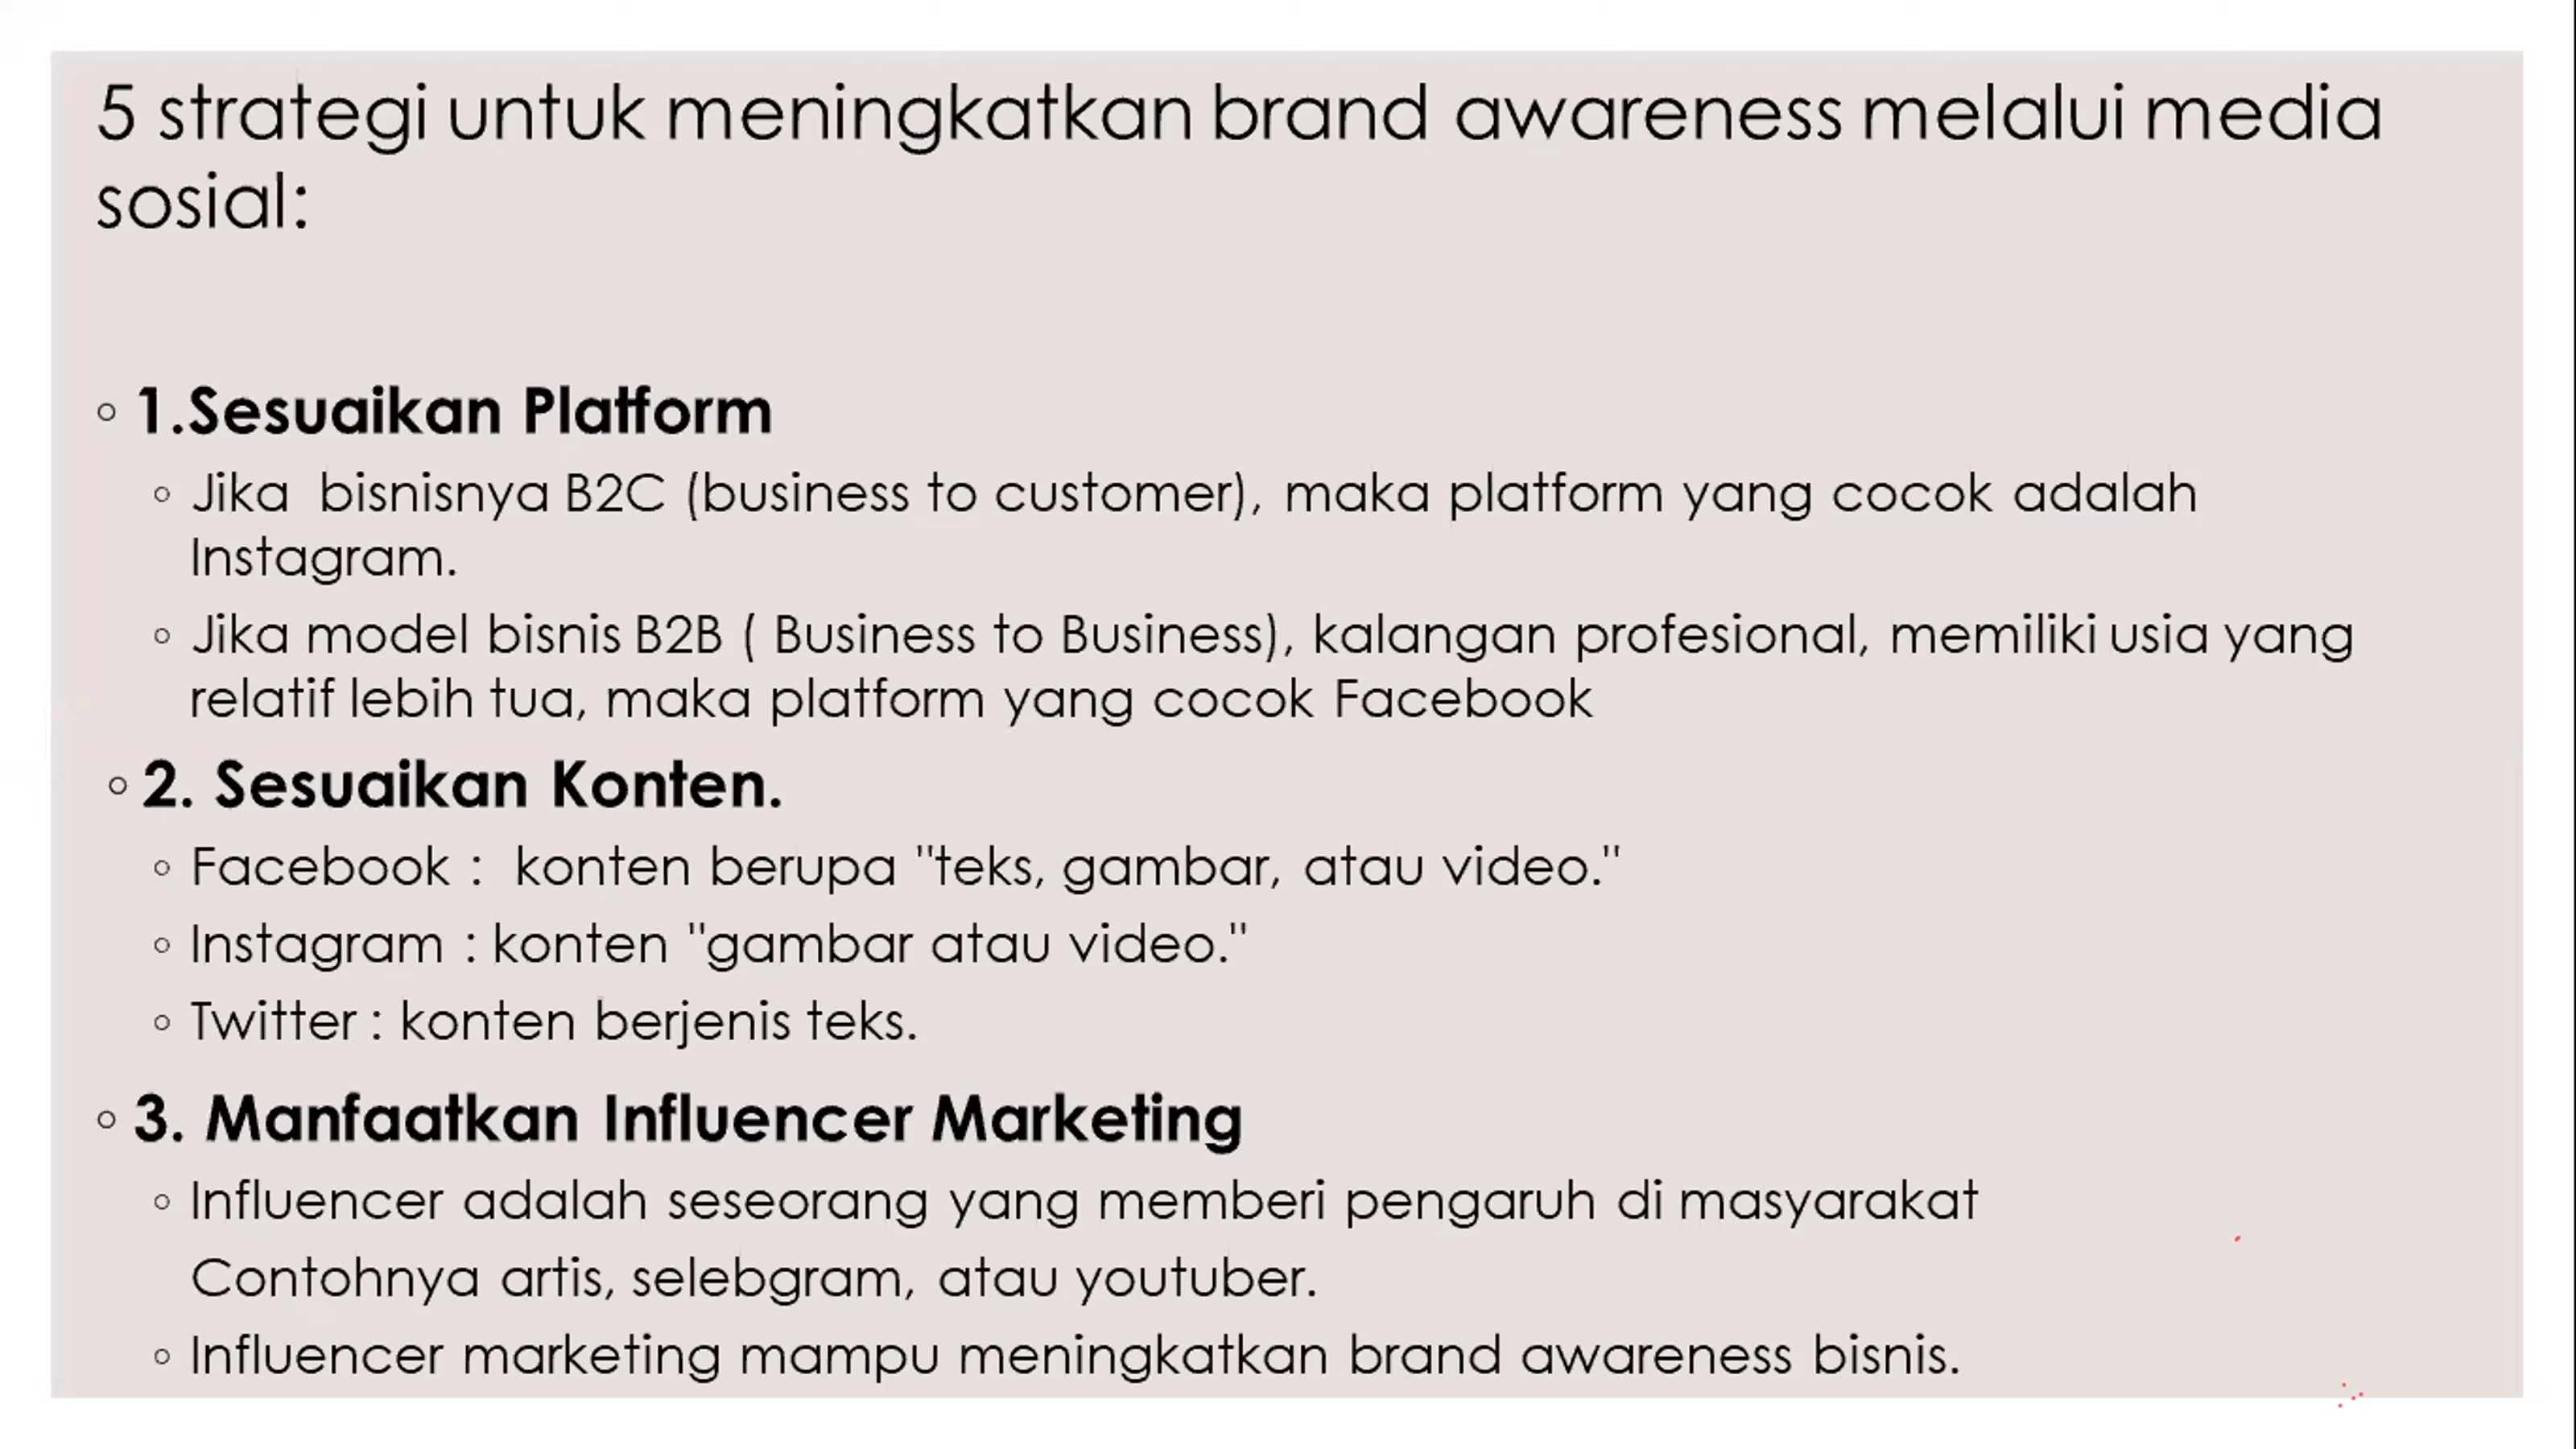 5 strategi untuk meningkatkan brand awareness melalui media
sosial:
◦ 1.Sesuaikan Platform
◦ Jika bisnisnya B2C (business to customer), maka platform yang cocok adalah
Instagram.
◦ Jika model bisnis B2B ( Business to Business), kalangan profesional, memiliki usia yang
relatif lebih tua, maka platform yang cocok Facebook
◦ 2. Sesuaikan Konten.
◦ Facebook : konten berupa "teks, gambar, atau video."
◦ Instagram : konten "gambar atau video."
◦ Twitter : konten berjenis teks.
◦ 3. Manfaatkan Influencer Marketing
◦ Influencer adalah seseorang yang memberi pengaruh di masyarakat
Contohnya artis, selebgram, atau youtuber.
◦ Influencer marketing mampu meningkatkan brand awareness bisnis.